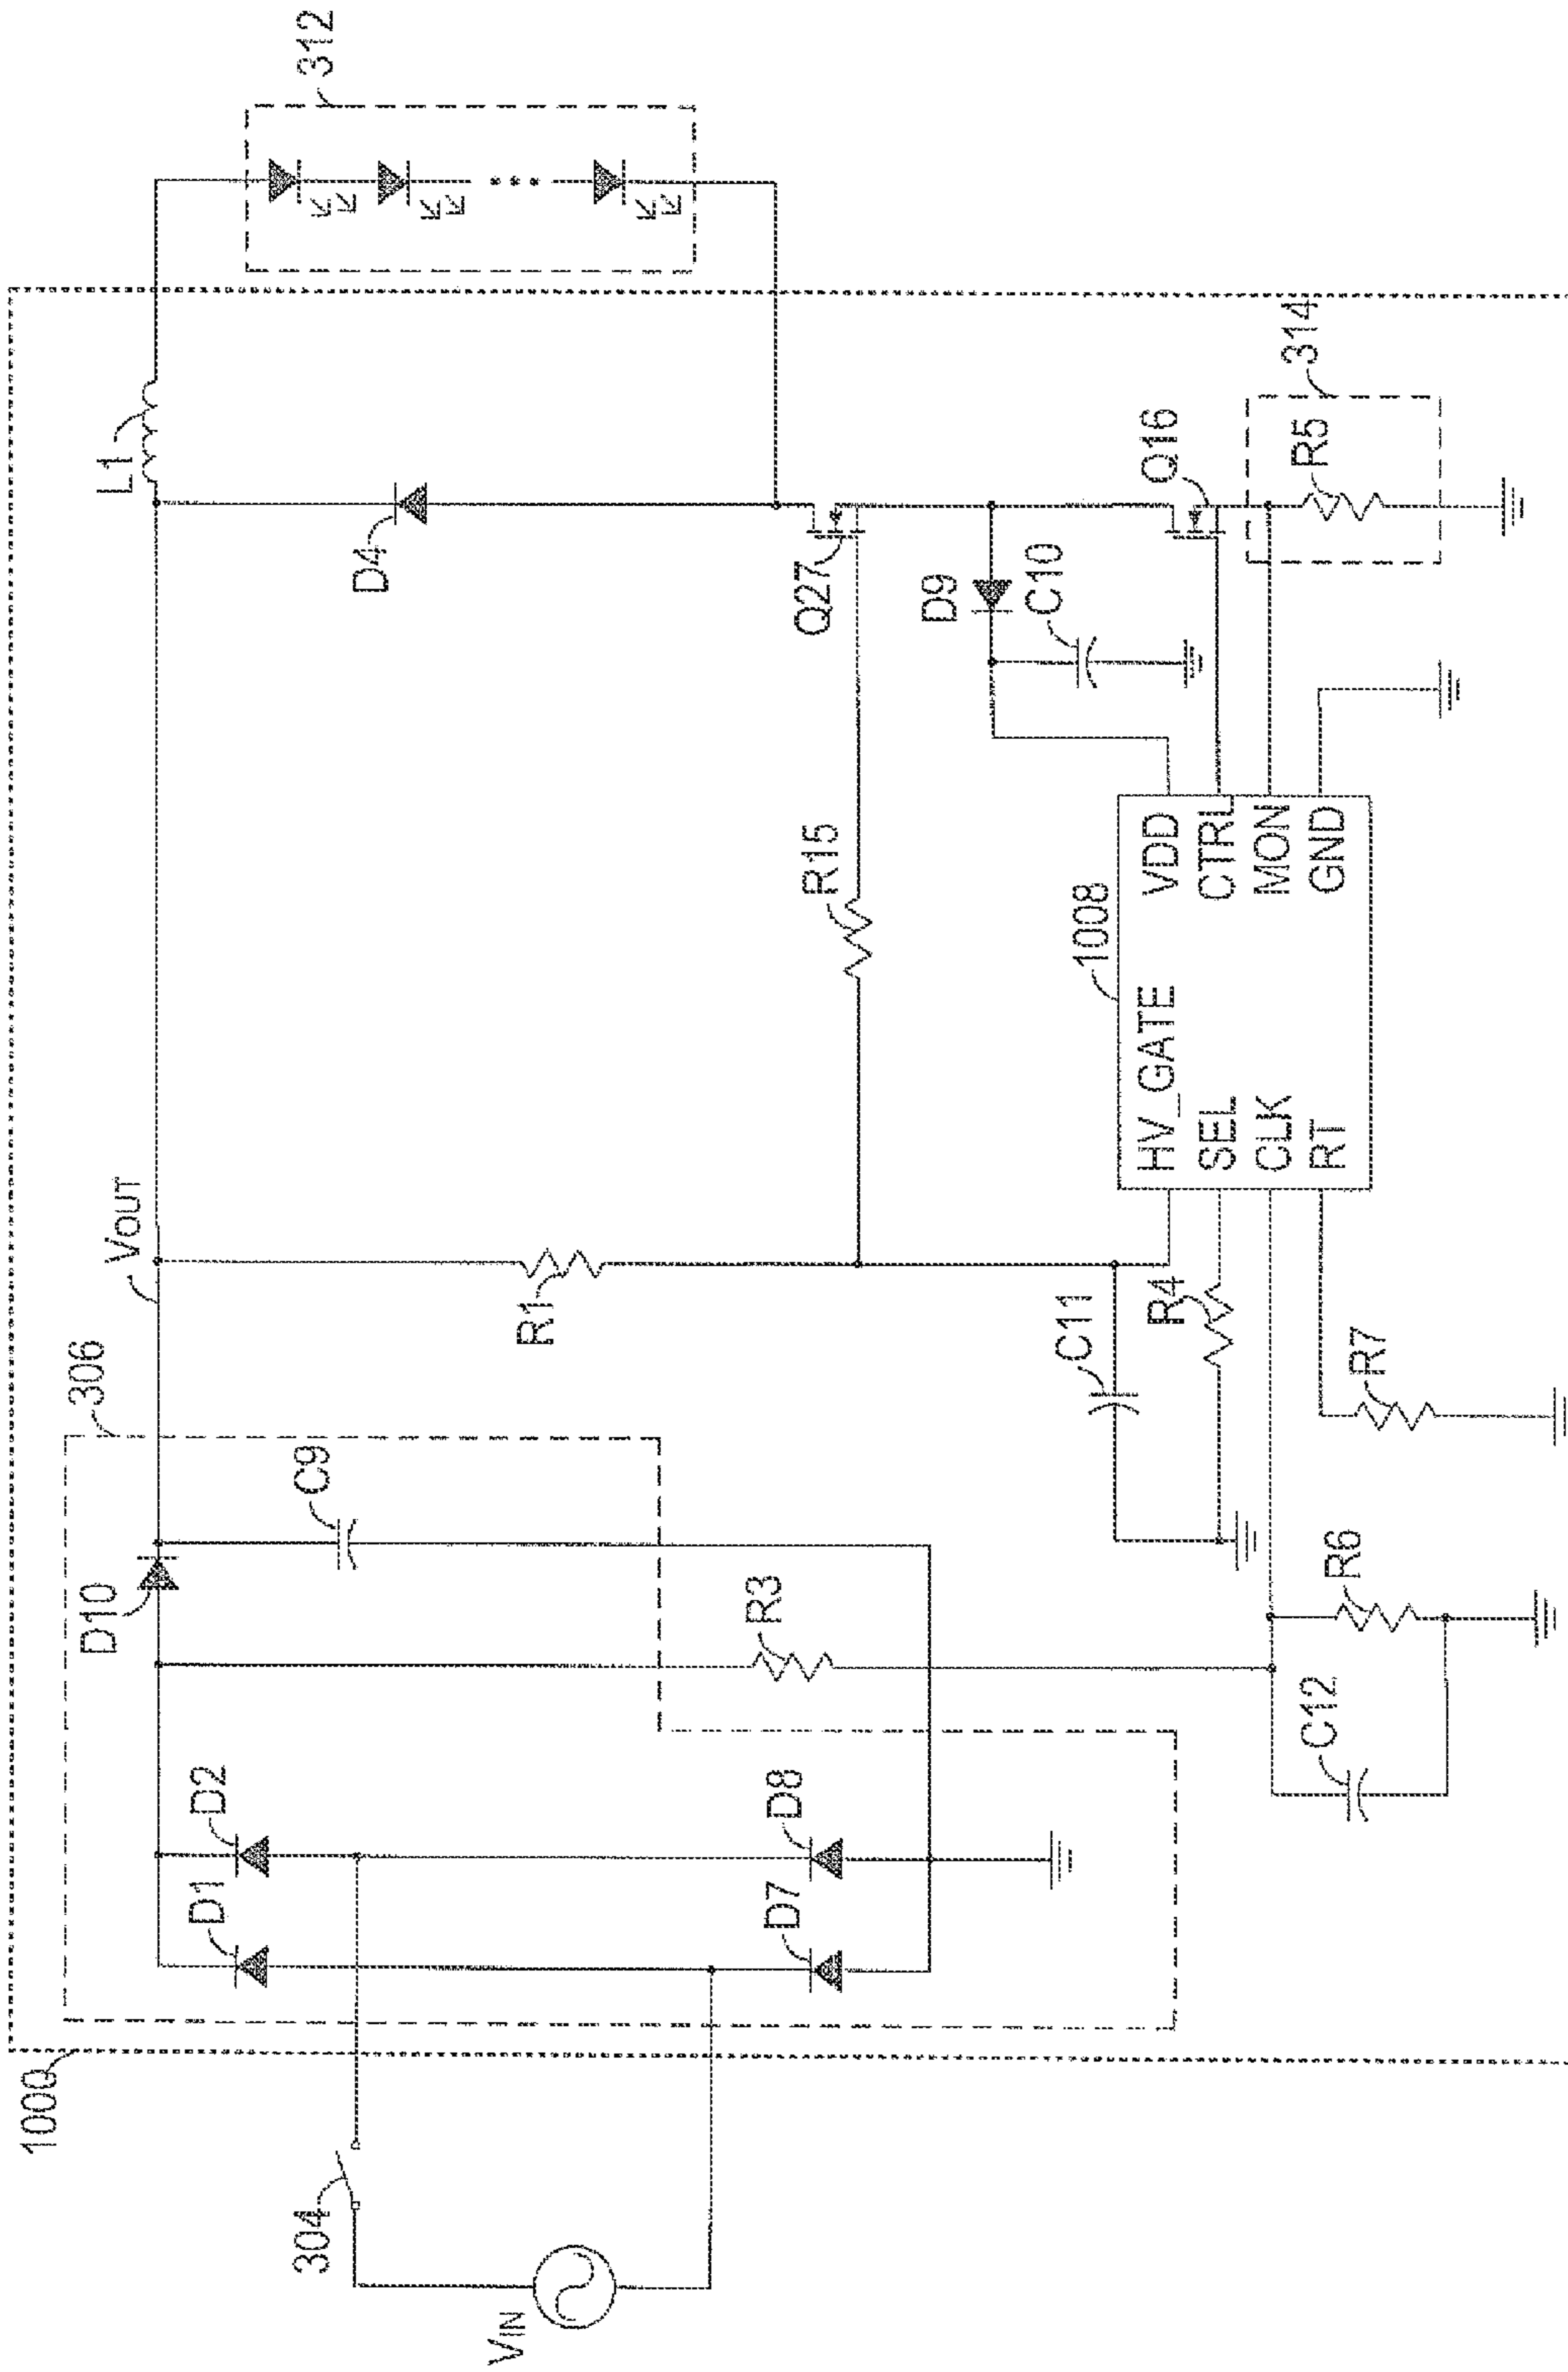 1000
304
VIN
306
D1
D2
D7
D8
D10
C9
R3
VOUT
R1
L1
D4
312
R15
Q27
D9
C10
Q16
314
R5
C11
R4
1008
HV_GATE
SEL
CLK
RT
VDD
CTRL
MON
GND
R7
R6
C12